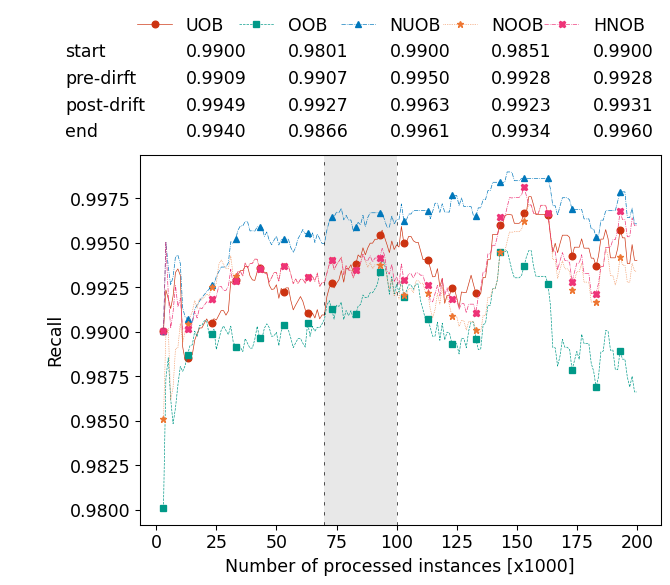 UOB OOB NUOB NOOB HNOB
start 0.9900 0.9801 0.9900 0.9851 0.9900
pre-dirft 0.9909 0.9907 0.9950 0.9928 0.9928
post-drift 0.9949 0.9927 0.9963 0.9923 0.9931
end 0.9940 0.9866 0.9961 0.9934 0.9960
0.9975
0.9950
0.9925
0.9900
0.9875
0.9850
0.9825
0.9800
Recall
0 25 50 75 100 125 150 175 200
Number of processed instances [x1000]